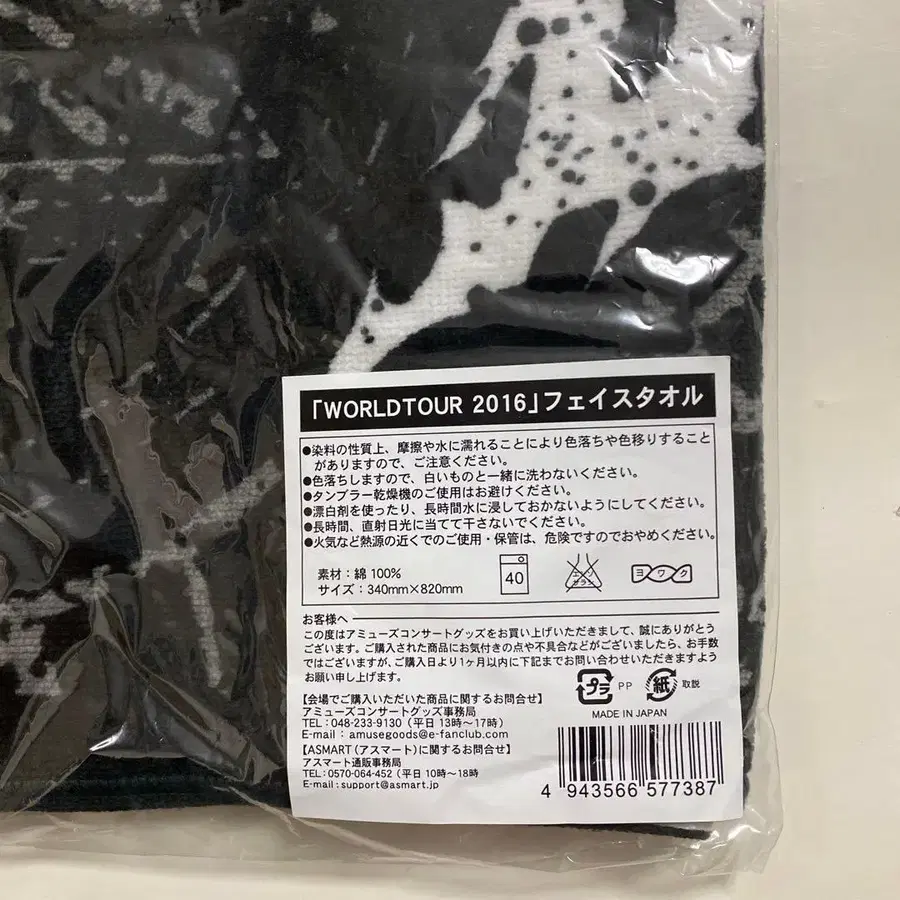 「WORLDTOUR 2016」フェイスタオル
●染料の性質上、摩擦や水に濡れることにより色落ちや色移りすること
がありますので、ご注意ください。
●色落ちしますので、白いものと一緒に洗わないください。
●タンブラー乾燥機のご使用はお避けください。
●漂白剤を使ったり、長時間水に浸しておかないようにしてください。
●長時間、直射日光に当てて干さないでください。
●火気など熱源の近くでのご使用・保管は、危険ですのでおやめください。
素材：綿 100%
サイズ：340mm×820mm
40
エンソ
サラシ
ヨワク
お客様へ
この度はアミューズコンサートグッズをお買い上げいただきまして、誠にありがとう
ございます。ご購入された商品にお気付きの点や不具合などがございましたら、お手数
ではございますが、ご購入日より1ヶ月以内に下記までお問い合わせいただきますよう
お願い申し上げます。
【会場でご購入いただいた商品に関するお問合せ】
アミューズコンサートグッズ事務局
TEL：048-233-9130（平日 13時〜17時）
E-mail：amusegoods@e-fanclub.com
【ASMART（アスマート）に関するお問合せ】
アスマート通販事務局
TEL：0570-064-452（平日 10時〜18時
E-mail：support@asmart.jp
プラ PP 紙 取説
MADE IN JAPAN
4 943566 577387